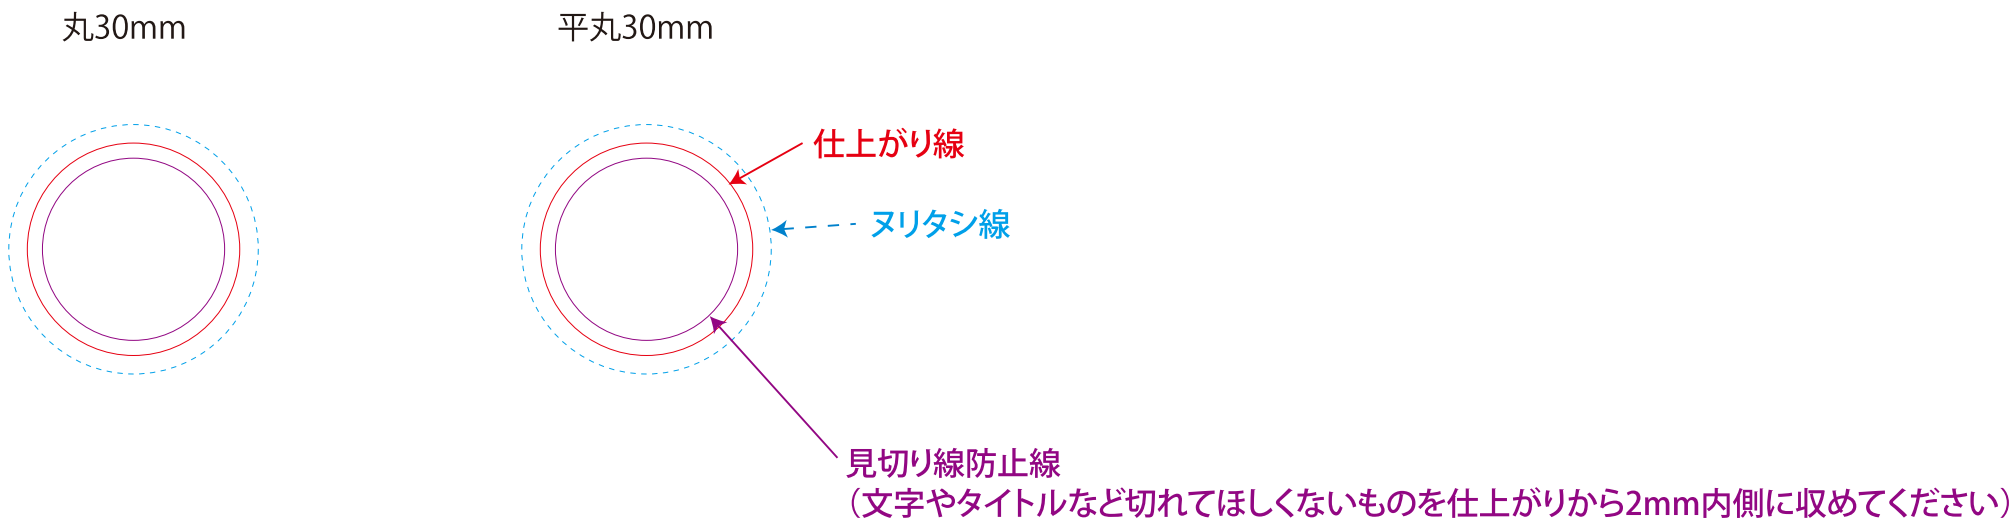 丸30mm
平丸30mm
仕上がり線
ヌリタシ線
見切り線防止線
（文字やタイトルなど切れてほしくないものを仕上がりから2mm内側に収めてください）